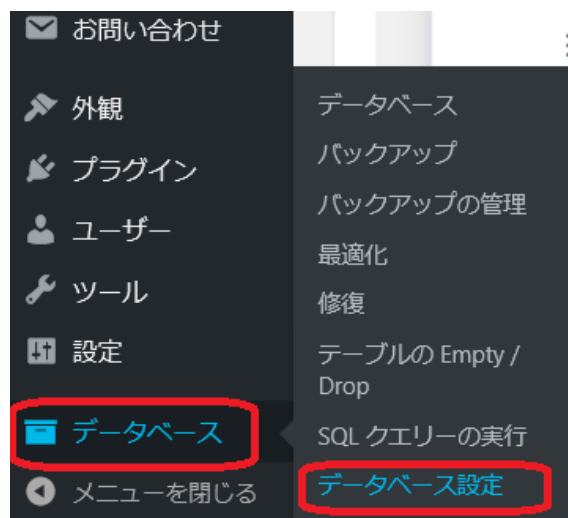 お問い合わせ
外観
プラグイン
ユーザー
ツール
設定
データベース
メニューを閉じる
データベース
バックアップ
バックアップの管理
最適化
修復
テーブルの Empty /
Drop
SQL クエリーの実行
データベース設定